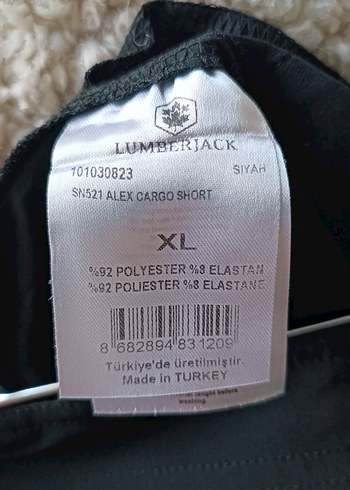 LUMBERJACK
101030823 SIYAH
SN521 ALEX CARGO SHORT
XL
%92 POLYESTER %8 ELASTAN
%92 POLIESTER %8 ELASTANE
8 682894 831209
Türkiye'de üretilmiştir.
Made in TURKEY
washing.